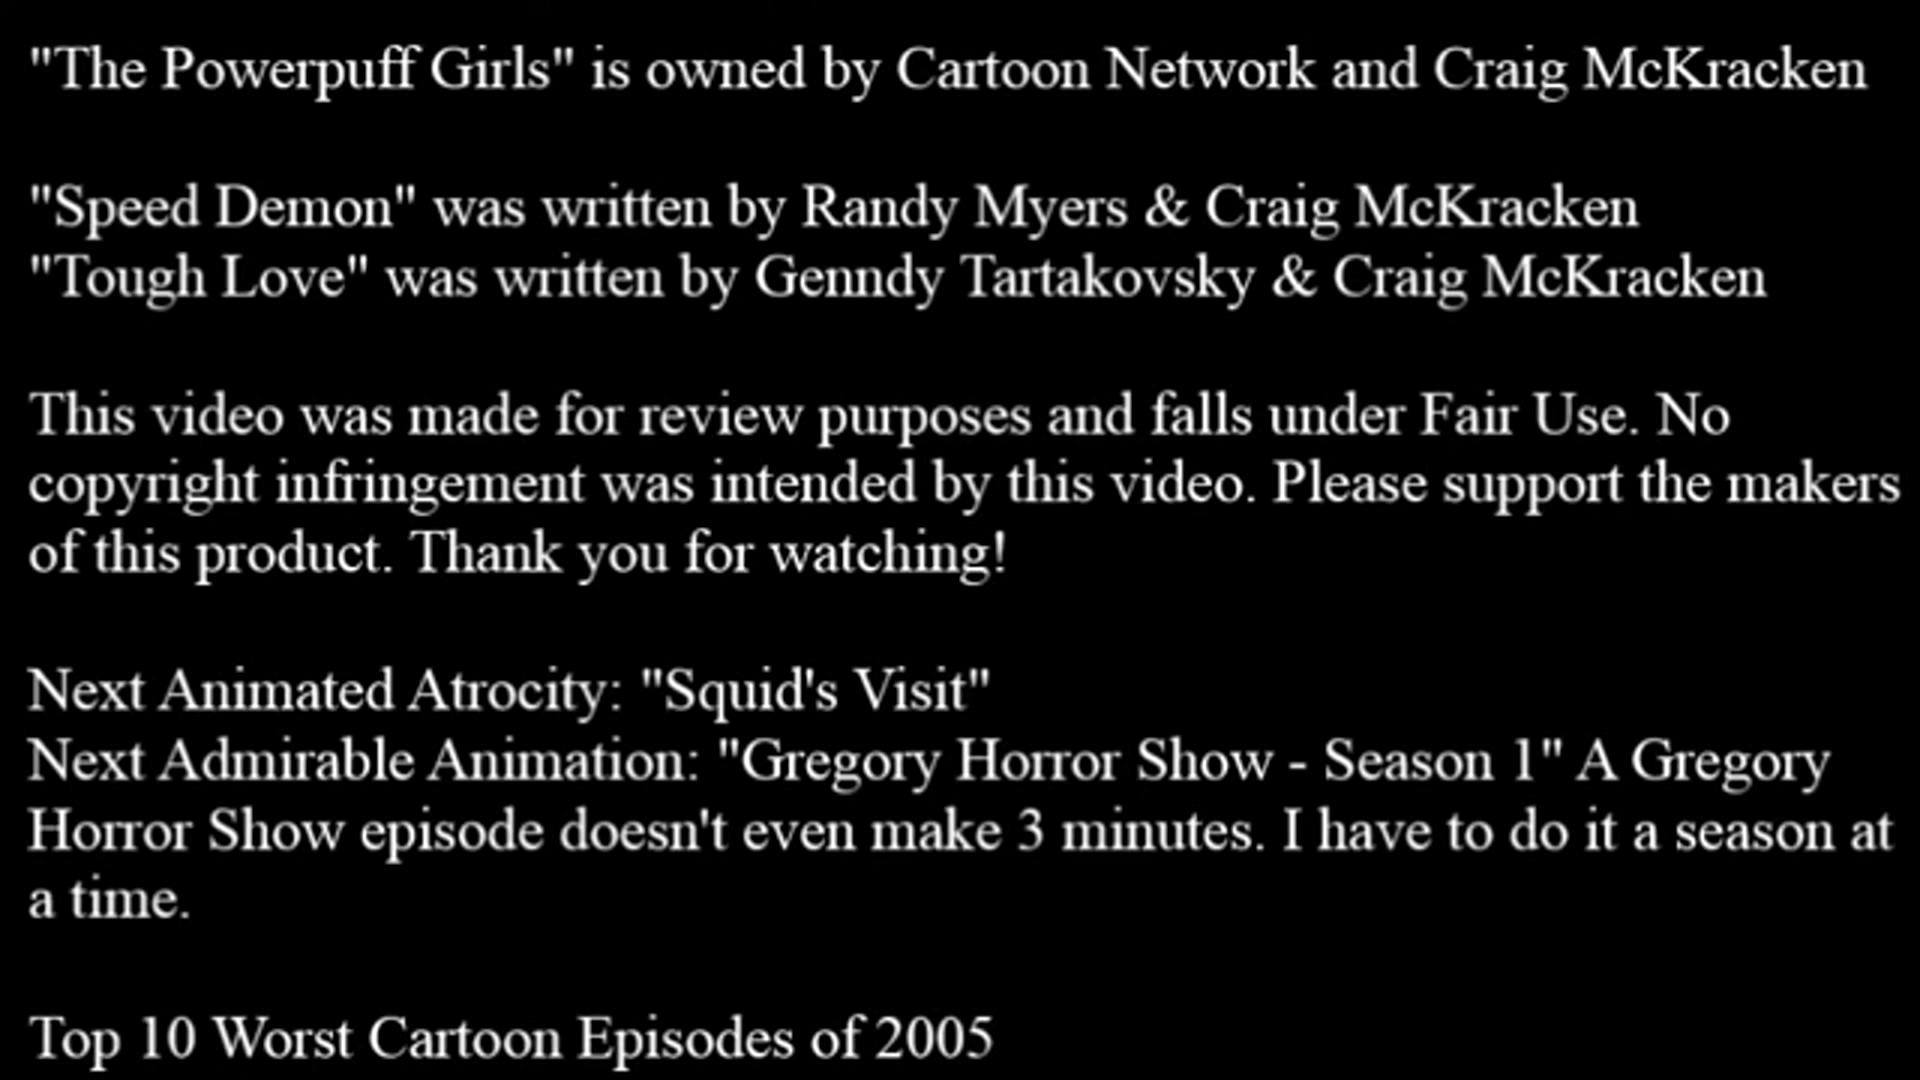 "The Powerpuff Girls" is owned by Cartoon Network and Craig McKracken
"Speed Demon" was written by Randy Myers & Craig McKracken
"Tough Love" was written by Genndy Tartakovsky & Craig McKracken
This video was made for review purposes and falls under Fair Use. No
copyright infringement was intended by this video. Please support the makers
of this product. Thank you for watching!
Next Animated Atrocity: "Squid's Visit"
Next Admirable Animation: "Gregory Horror Show - Season 1" A Gregory
Horror Show episode doesn't even make 3 minutes. I have to do it a season at
a time.
Top 10 Worst Cartoon Episodes of 2005